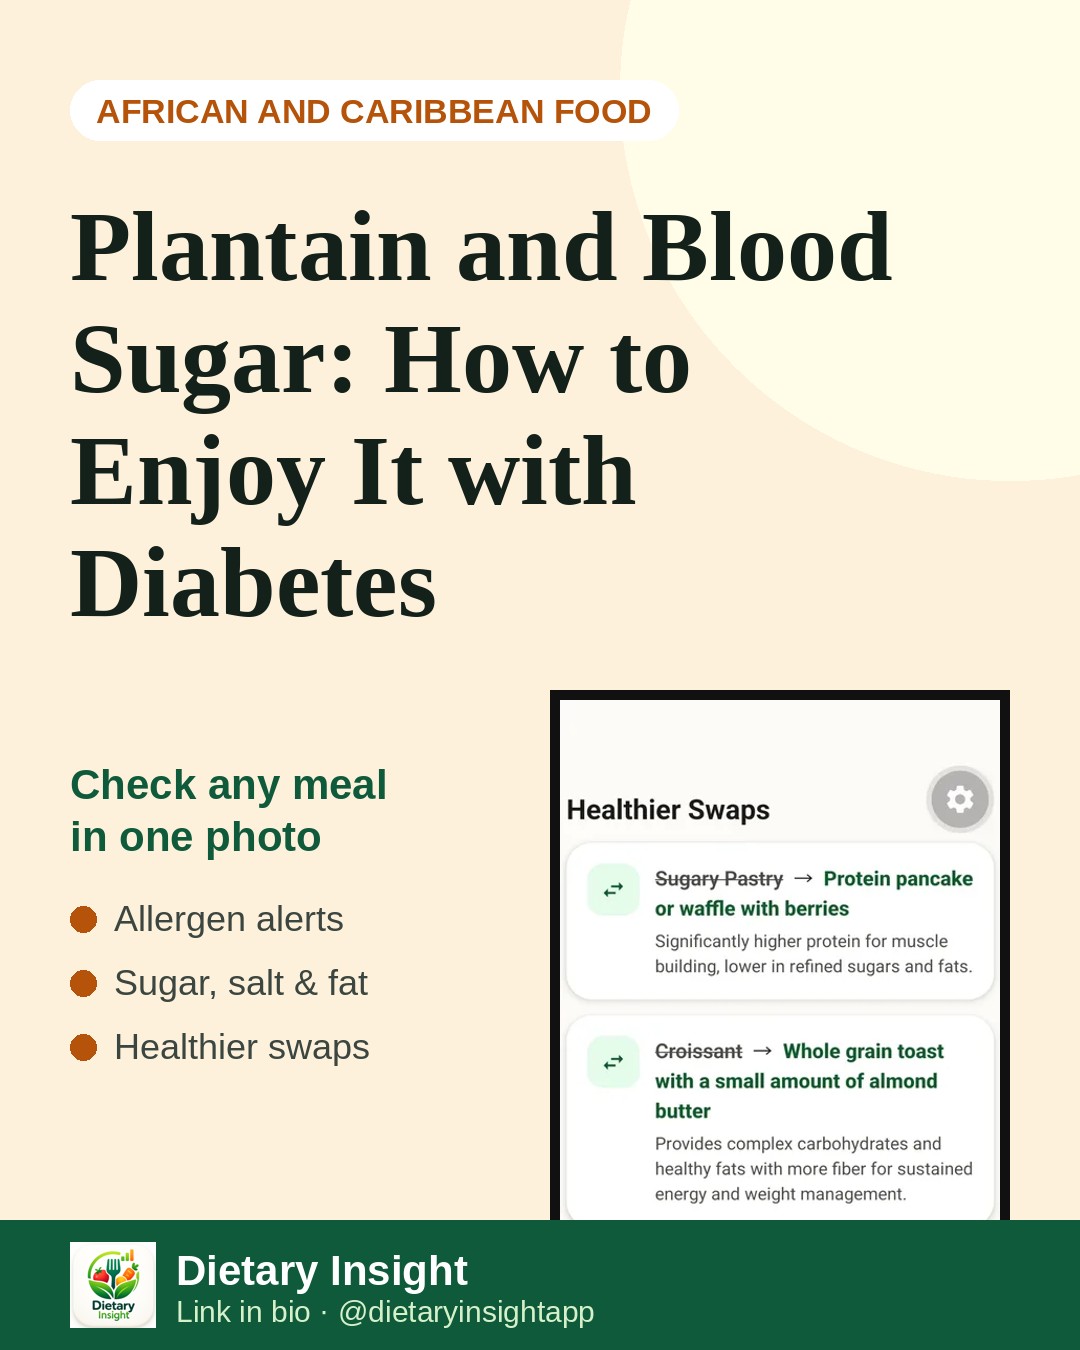 AFRICAN AND CARIBBEAN FOOD
Plantain and Blood
Sugar: How to
Enjoy It with
Diabetes
Check any meal
in one photo
Allergen alerts
Sugar, salt & fat
Healthier swaps
Healthier Swaps
Sugary Pastry → Protein pancake
or waffle with berries
Significantly higher protein for muscle
building, lower in refined sugars and fats.
Croissant → Whole grain toast
with a small amount of almond
butter
Provides complex carbohydrates and
healthy fats with more fiber for sustained
energy and weight management.
Dietary
Insight
Dietary Insight
Link in bio · @dietaryinsightapp